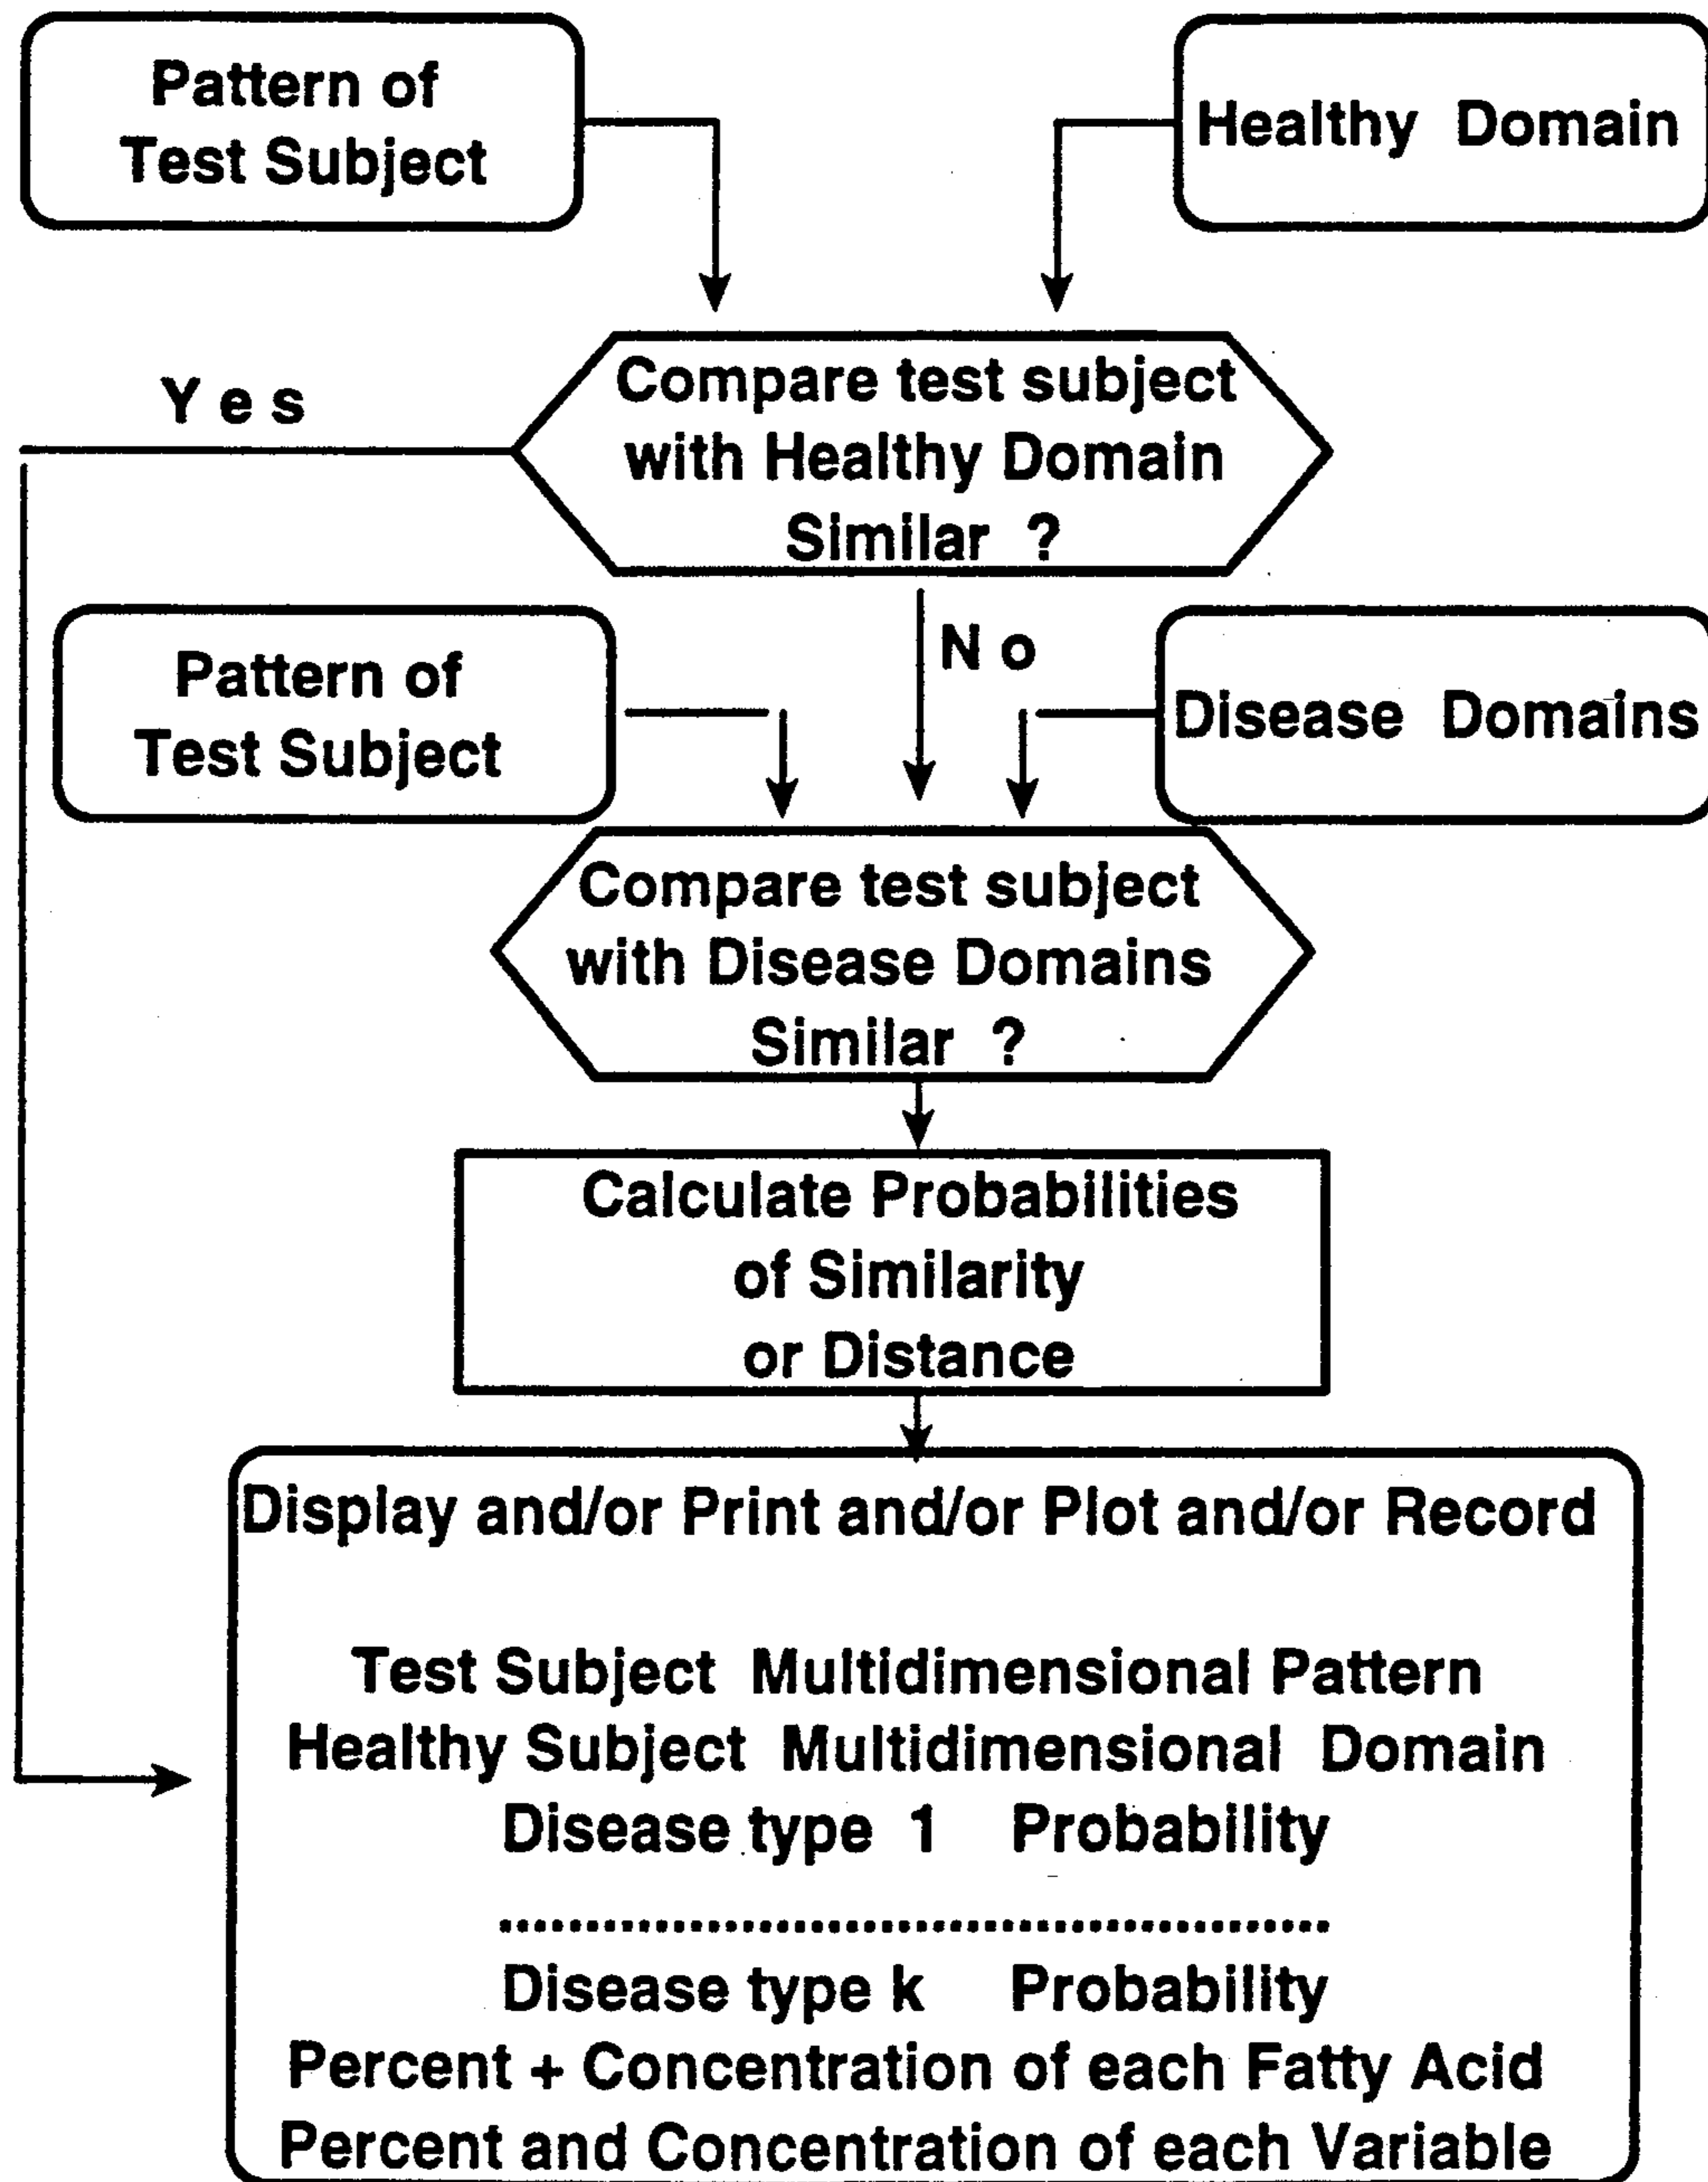 Pattern of
Test Subject
Healthy Domain
Compare test subject
with Healthy Domain
Similar ?
Yes
No
Pattern of
Test Subject
Disease Domains
Compare test subject
with Disease Domains
Similar ?
Calculate Probabilities
of Similarity
or Distance
Display and/or Print and/or Plot and/or Record
Test Subject Multidimensional Pattern
Healthy Subject Multidimensional Domain
Disease type 1 Probability
................................................
Disease type k Probability
Percent + Concentration of each Fatty Acid
Percent and Concentration of each Variable